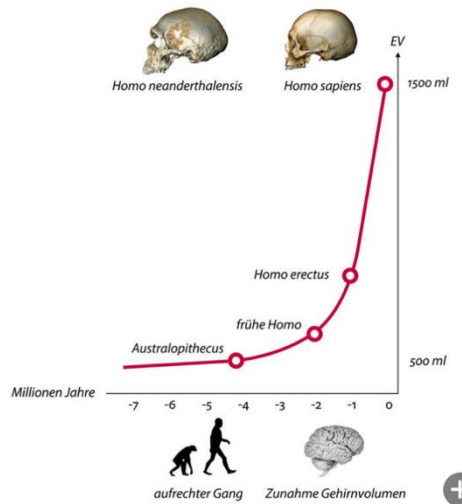 EV
Homo neanderthalensis
Homo sapiens
1500 ml
Homo erectus
frühe Homo
Australopithecus
500 ml
Millionen Jahre
-7 -6 -5 -4 -3 -2 -1 0
aufrechter Gang
Zunahme Gehirnvolumen